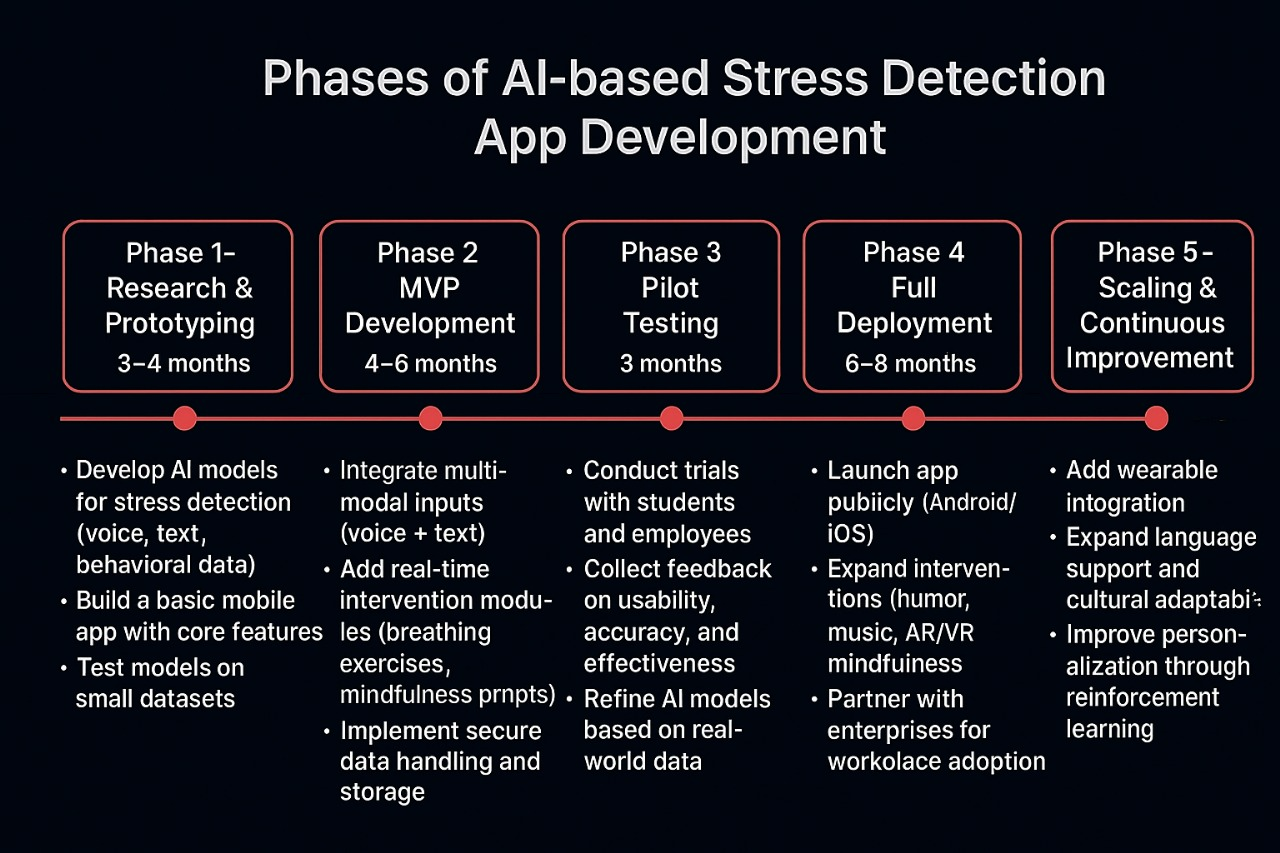 Phases of AI-based Stress Detection
App Development
Phase 1-
Research &
Prototyping
3–4 months
Phase 2
MVP
Development
4–6 months
Phase 3
Pilot
Testing
3 months
Phase 4
Full
Deployment
6–8 months
Phase 5-
Scaling &
Continuous
Improvement
• Develop AI models
for stress detection
(voice, text,
behavioral data)
• Build a basic mobile
app with core features
• Test models on
small datasets
• Integrate multi-
modal inputs
(voice + text)
• Add real-time
intervention modu-
les (breathing
exercises,
mindfulness prnpts)
• Implement secure
data handling and
storage
• Conduct trials
with students
and employees
• Collect feedback
on usability,
accuracy, and
effectiveness
• Refine AI models
based on real-
world data
• Launch app
pubiicly (Android/
iOS)
• Expand interven-
tions (humor,
music, AR/VR
mindfuiness
• Partner with
enterprises for
workolace adoption
• Add wearable
intogration
• Expand language
support and
cultural
• Improve person-
alization through
reinforcement
learning